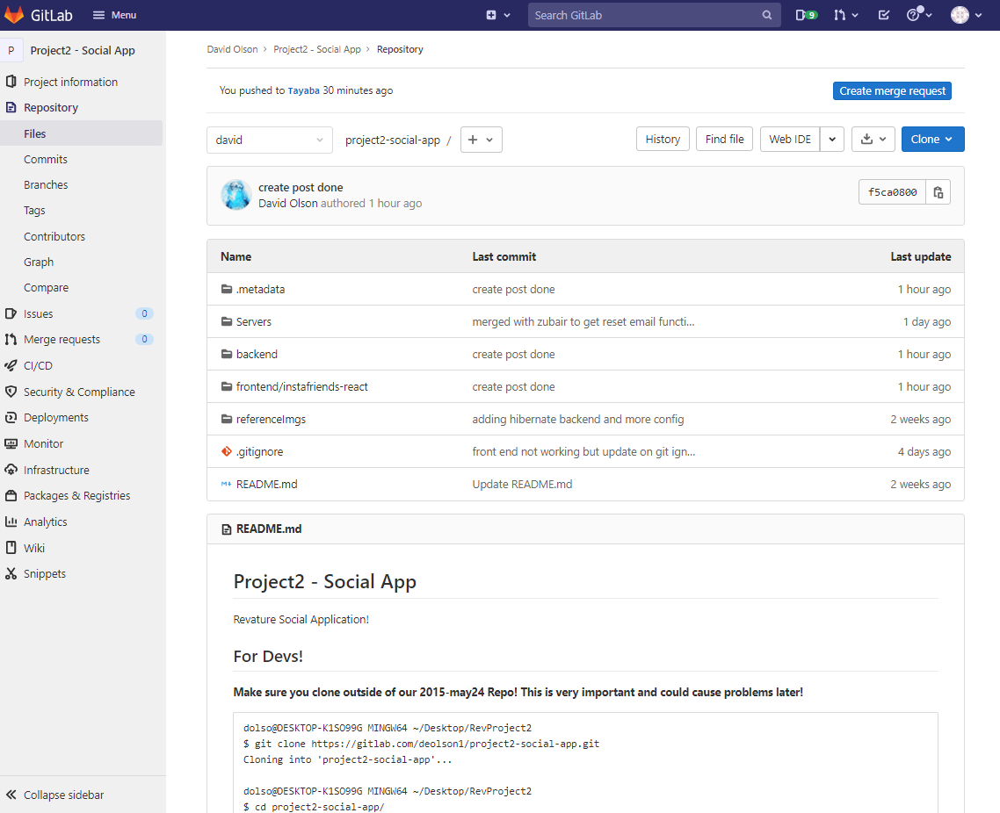 GitLab Menu Search GitLab 9
P Project2 - Social App
Project information
Repository
Files
Commits
Branches
Tags
Contributors
Graph
Compare
Issues 0
Merge requests 0
CI/CD
Security & Compliance
Deployments
Monitor
Infrastructure
Packages & Registries
Analytics
Wiki
Snippets
Collapse sidebar
David Olson › Project2 - Social App › Repository
You pushed to Tayaba 30 minutes ago Create merge request
david project2-social-app / + History Find file Web IDE Clone
create post done
David Olson authored 1 hour ago f5ca0800
Name Last commit Last update
.metadata create post done 1 hour ago
Servers merged with zubair to get reset email functi... 1 day ago
backend create post done 1 hour ago
frontend/instafriends-react create post done 1 hour ago
referenceImgs adding hibernate backend and more config 2 weeks ago
.gitignore front end not working but update on git ign... 4 days ago
M+ README.md Update README.md 2 weeks ago
README.md
Project2 - Social App
Revature Social Application!
For Devs!
Make sure you clone outside of our 2015-may24 Repo! This is very important and could cause problems later!
dolso@DESKTOP-K1SO99G MINGW64 ~/Desktop/RevProject2
$ git clone https://gitlab.com/deolson1/project2-social-app.git
Cloning into 'project2-social-app'...
dolso@DESKTOP-K1SO99G MINGW64 ~/Desktop/RevProject2
$ cd project2-social-app/